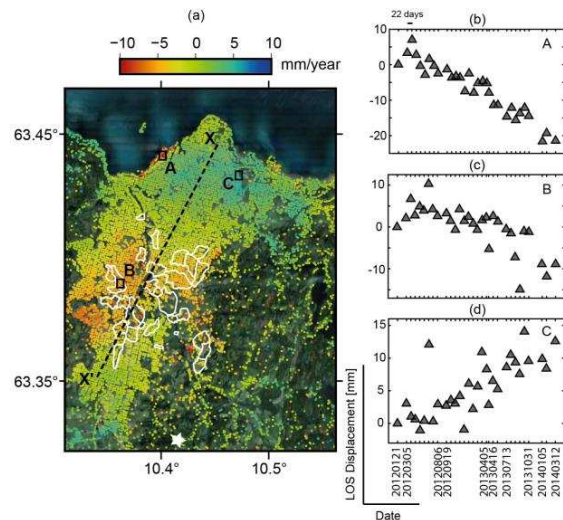 (a)
−10 −5 0 5 10
mm/year
63.45°
63.35°
10.4° 10.5°
X
A
C
B
X'
22 days
(b)
A
0
−10
−20
(c)
B
10
0
−10
(d)
C
15
10
5
0
LOS Displacement [mm]
20120121
20120305
20120806
20120919
20130405
20130416
20130713
20131031
20140105
20140312
Date